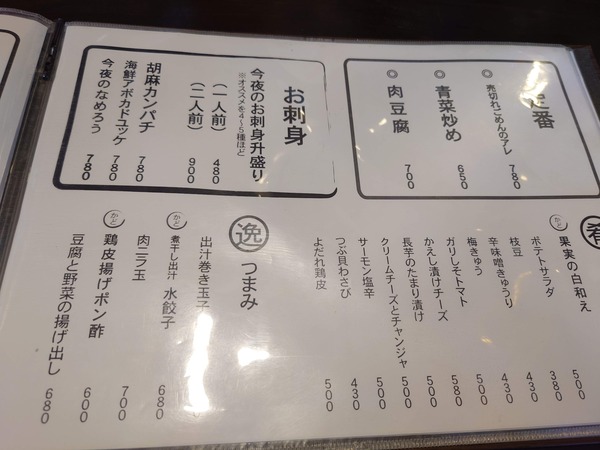 定番
◎売切れごめんのアレ 780
◎青菜炒め 650
◎肉豆腐 700
お刺身
今夜のお刺身升盛り
※オススメを4〜5種ほど
(一人前) 480
(二人前) 900
胡麻カンパチ 780
海鮮アボカドユッケ 780
今夜のなめろう 780
かど 果実の白和え
ポテトサラダ 500
枝豆 380
辛味噌きゅうり 430
梅きゅう 430
ガリしそトマト 500
かえし漬けチーズ 580
長芋のたまり漬け 500
クリームチーズとチャンジャ 500
サーモン塩辛 500
つぶ貝わさび 430
よだれ鶏皮 500
逸 つまみ
出汁巻き玉子
かど 煮干し出汁 水餃子 680
肉ニラ玉 700
かど 鶏皮揚げポン酢 600
豆腐と野菜の揚げ出し 680